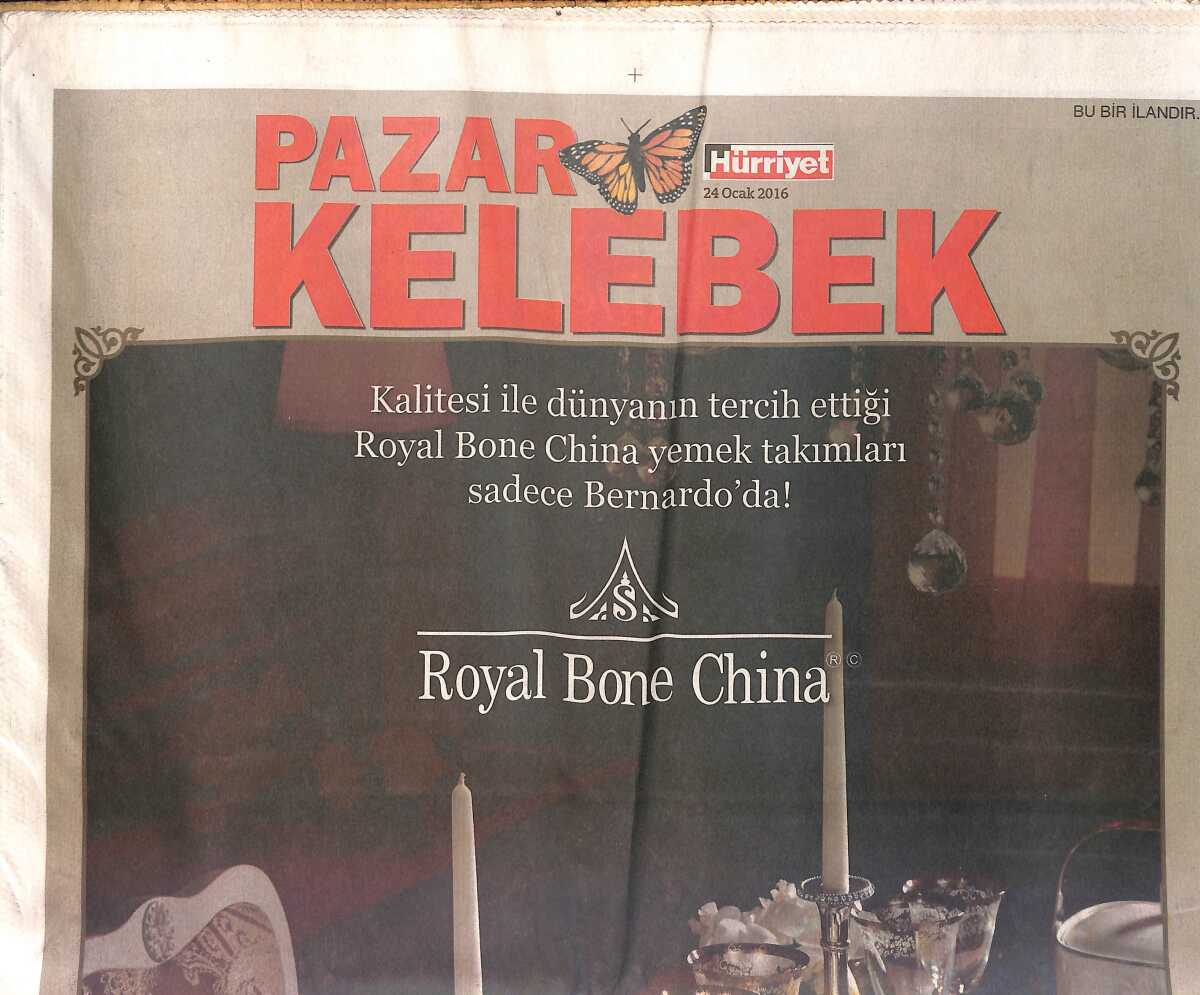 BU BİR İLANDIR.
PAZAR
Hürriyet
24 Ocak 2016
KELEBEK
Kalitesi ile dünyanın tercih ettiği
Royal Bone China yemek takımları
sadece Bernardo’da!
S
Royal Bone China ® ©